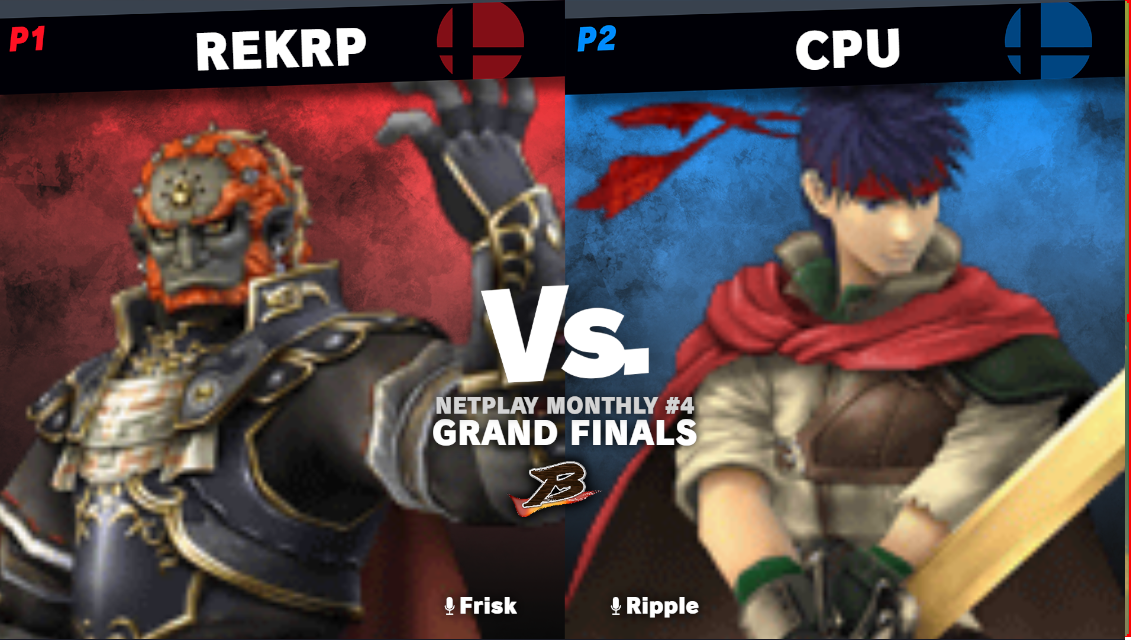 P1
REKRP
P2
CPU
Vs.
NETPLAY MONTHLY #4
GRAND FINALS
B
Frisk
Ripple